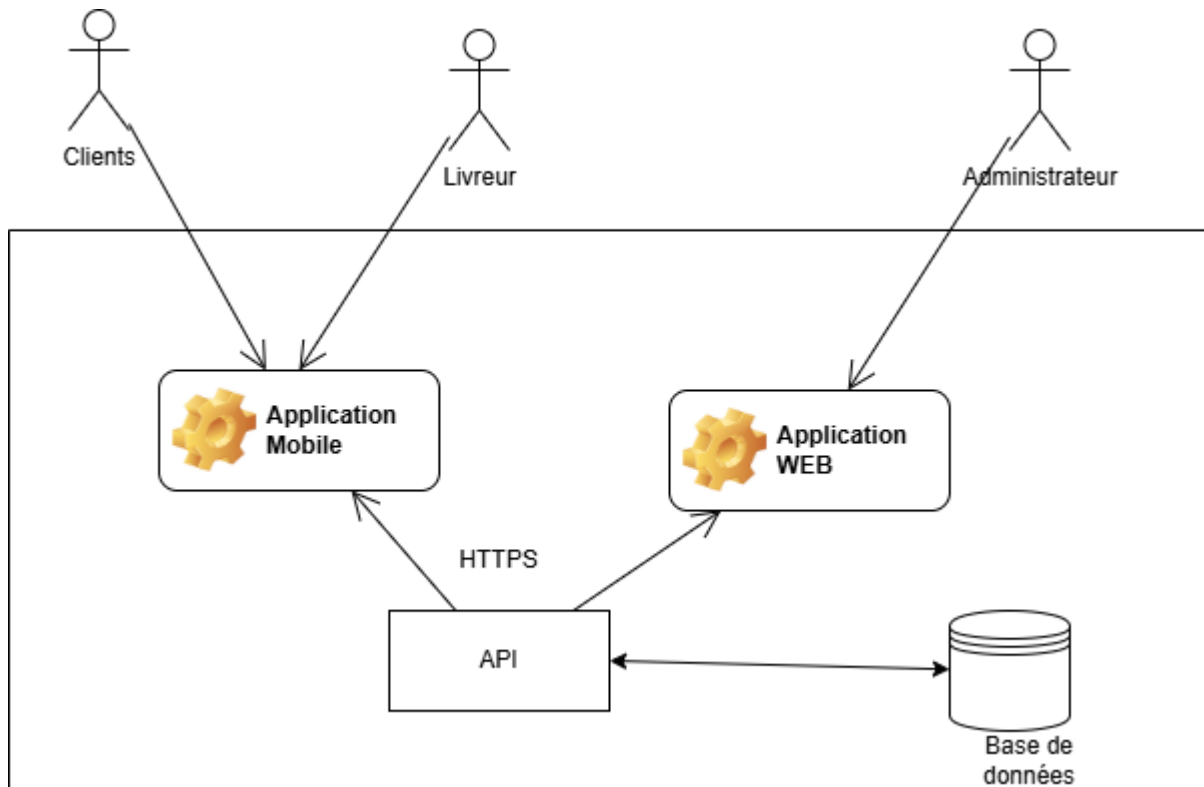 Clients
Livreur
Administrateur
Application
Mobile
Application
WEB
HTTPS
API
Base de
données